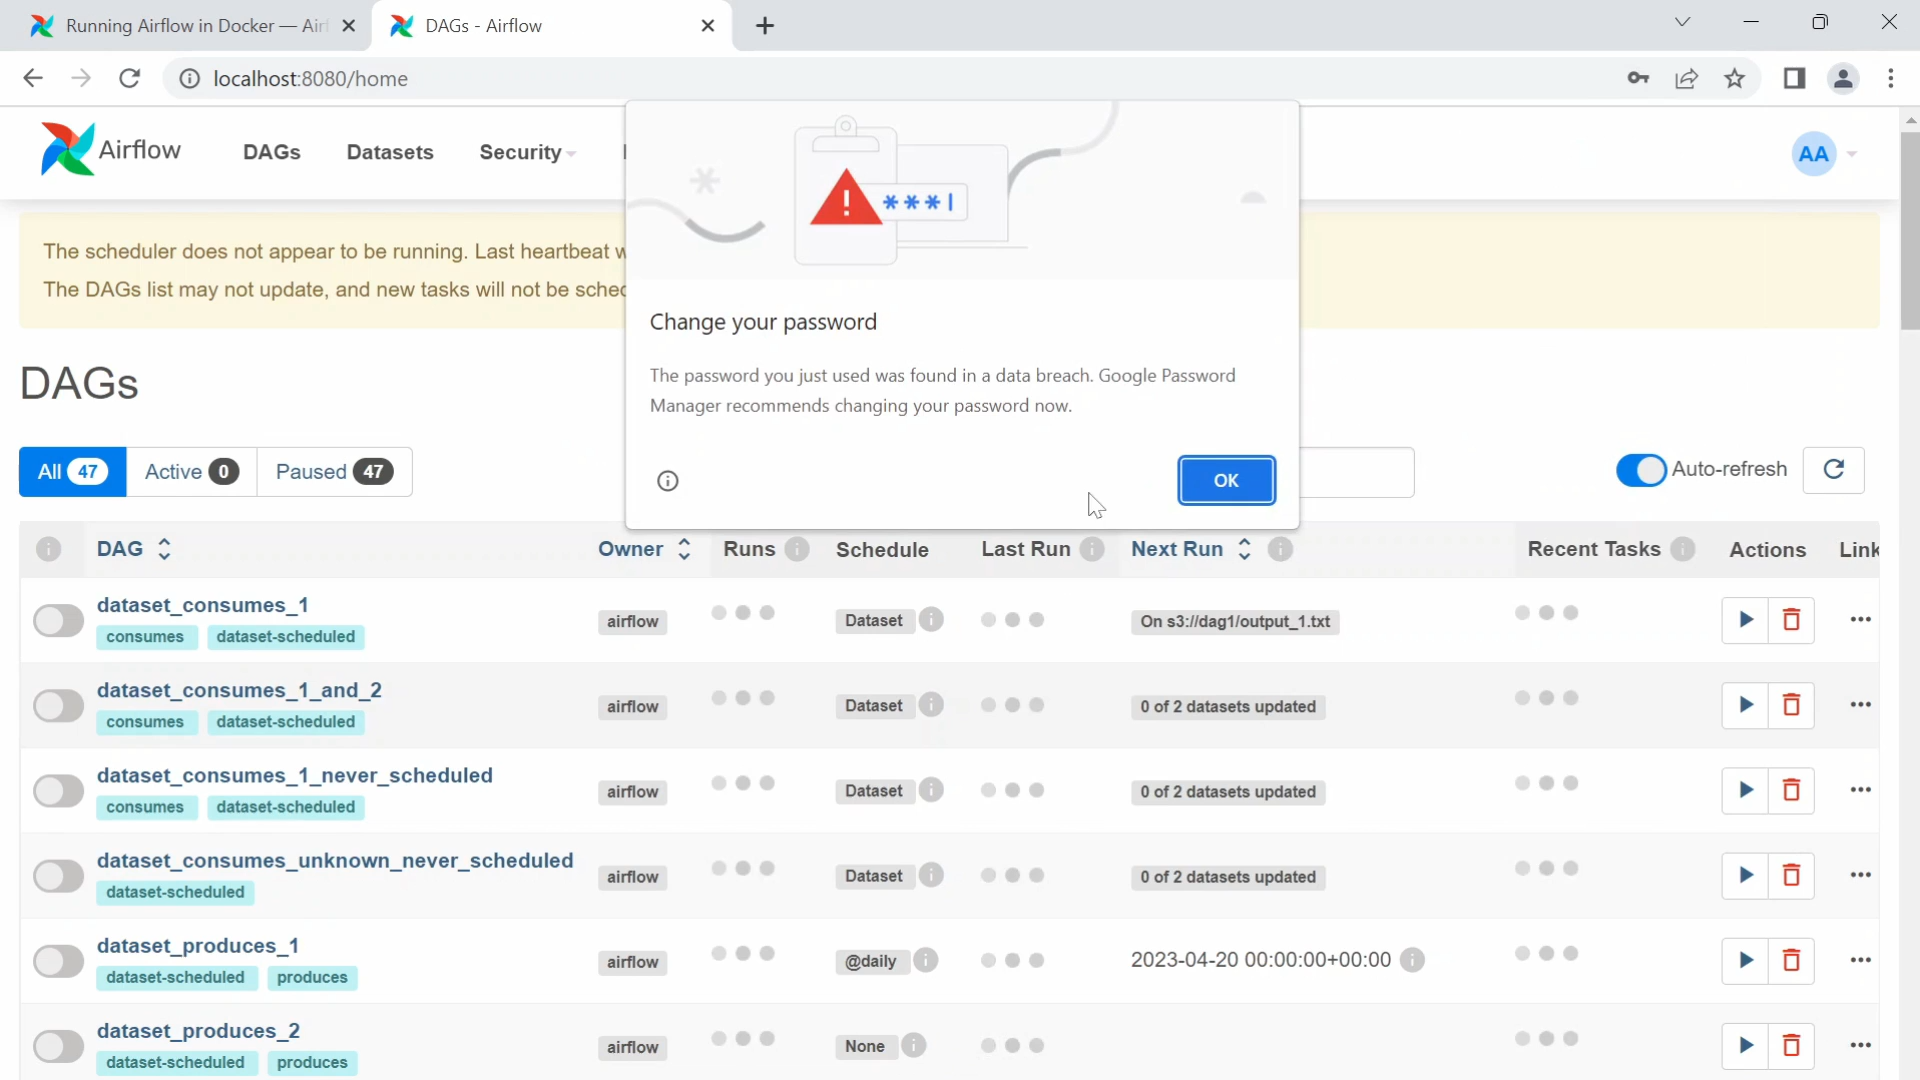 Running Airflow in Docker — Air
DAGs - Airflow
localhost:8080/home
Airflow
DAGs
Datasets
Security
AA
The scheduler does not appear to be running. Last heartbeat w
The DAGs list may not update, and new tasks will not be sched
***
Change your password
The password you just used was found in a data breach. Google Password
Manager recommends changing your password now.
OK
DAGs
All 47
Active 0
Paused 47
Auto-refresh
DAG Owner Runs Schedule Last Run Next Run Recent Tasks Actions Link
dataset_consumes_1
consumes dataset-scheduled
airflow Dataset On s3://dag1/output_1.txt
dataset_consumes_1_and_2
consumes dataset-scheduled
airflow Dataset 0 of 2 datasets updated
dataset_consumes_1_never_scheduled
consumes dataset-scheduled
airflow Dataset 0 of 2 datasets updated
dataset_consumes_unknown_never_scheduled
dataset-scheduled
airflow Dataset 0 of 2 datasets updated
dataset_produces_1
dataset-scheduled produces
airflow @daily 2023-04-20 00:00:00+00:00
dataset_produces_2
dataset-scheduled produces
airflow None